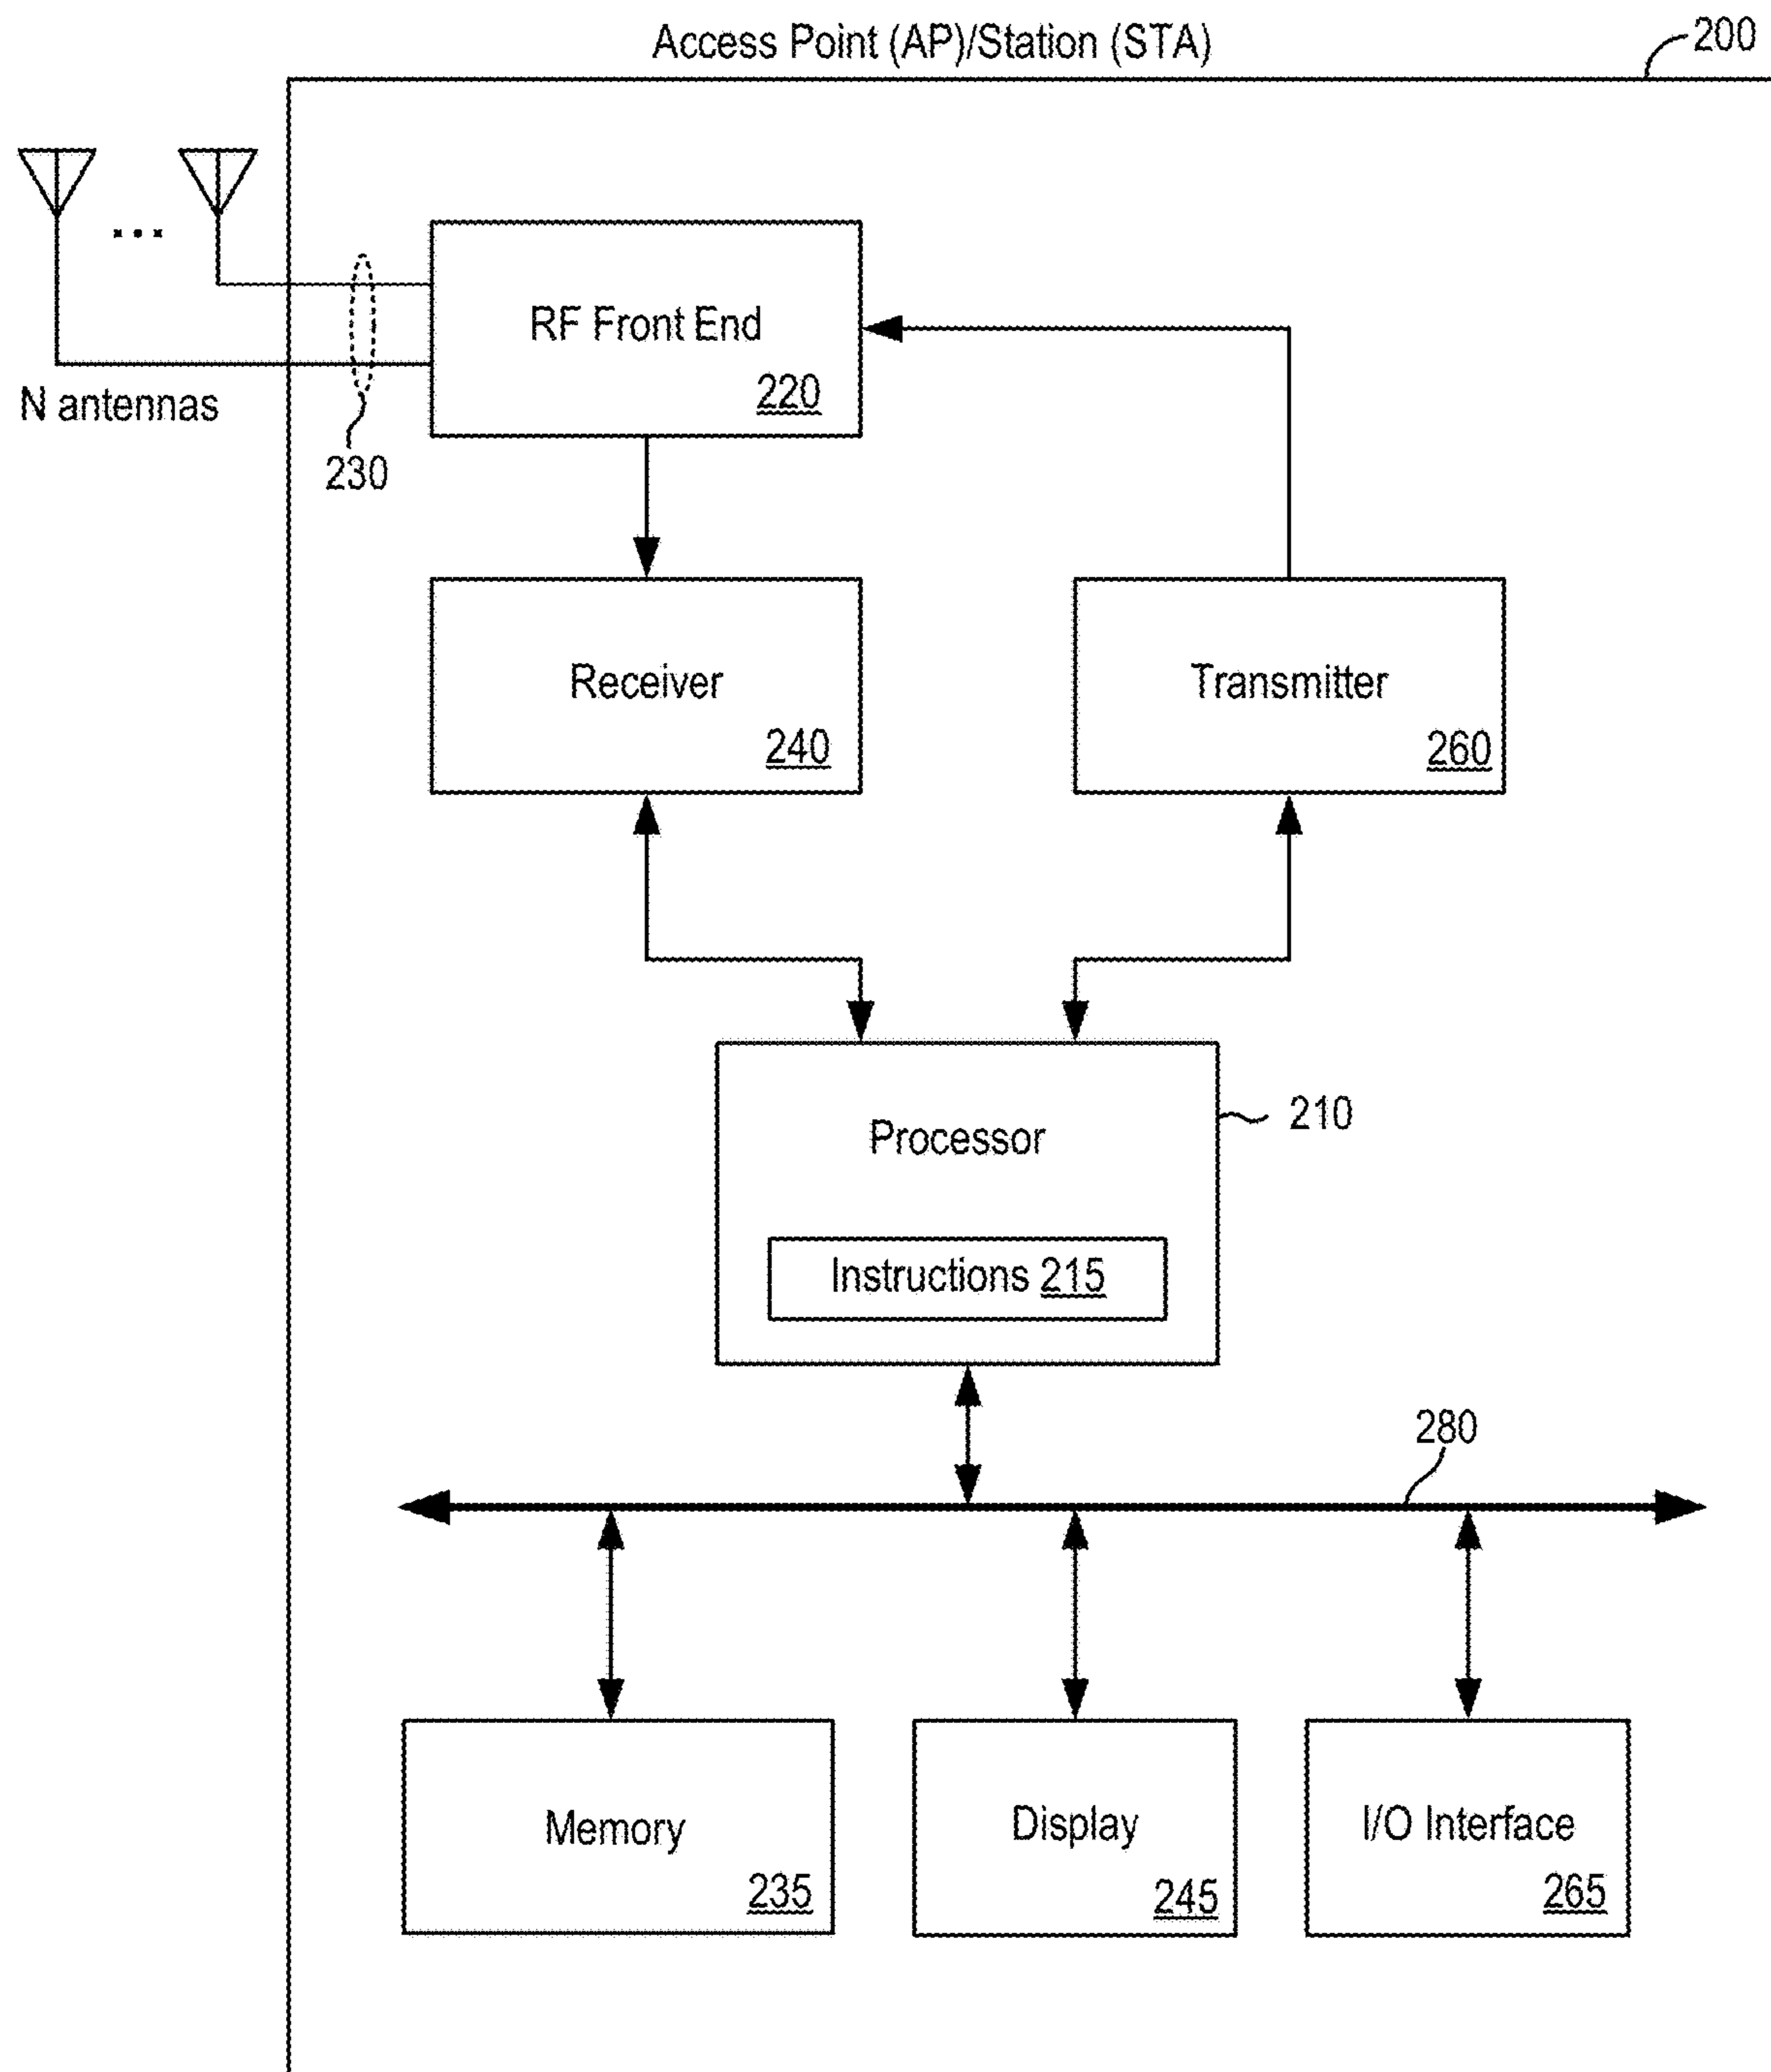 Access Point (AP)/Station (STA)
200
...
RF Front End
220
N antennas
230
Receiver
240
Transmitter
260
Processor
210
Instructions 215
280
Memory
235
Display
245
I/O Interface
265